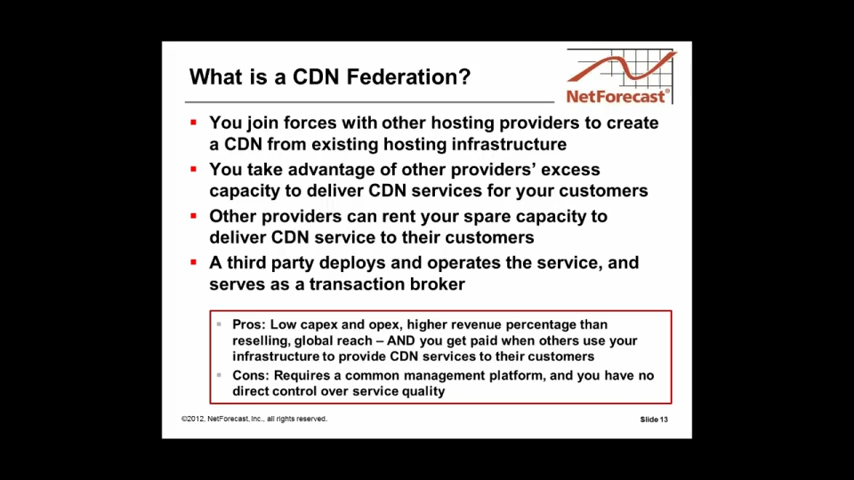 What is a CDN Federation?
NetForecast®
▪ You join forces with other hosting providers to create
a CDN from existing hosting infrastructure
▪ You take advantage of other providers’ excess
capacity to deliver CDN services for your customers
▪ Other providers can rent your spare capacity to
deliver CDN service to their customers
▪ A third party deploys and operates the service, and
serves as a transaction broker
▪ Pros: Low capex and opex, higher revenue percentage than
reselling, global reach – AND you get paid when others use your
infrastructure to provide CDN services to their customers
▪ Cons: Requires a common management platform, and you have no
direct control over service quality
©2012, NetForecast, Inc., all rights reserved.
Slide 13